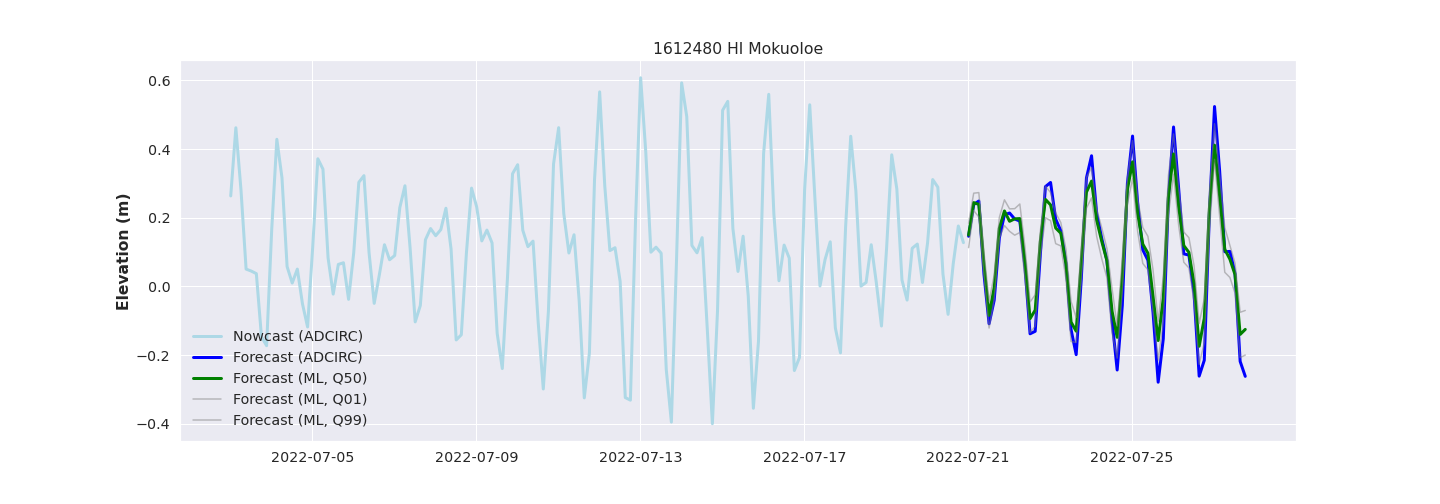 1612480 HI Mokuoloe
Elevation (m)
0.6
0.4
0.2
0.0
−0.2
−0.4
Nowcast (ADCIRC)
Forecast (ADCIRC)
Forecast (ML, Q50)
Forecast (ML, Q01)
Forecast (ML, Q99)
2022-07-05
2022-07-09
2022-07-13
2022-07-17
2022-07-21
2022-07-25